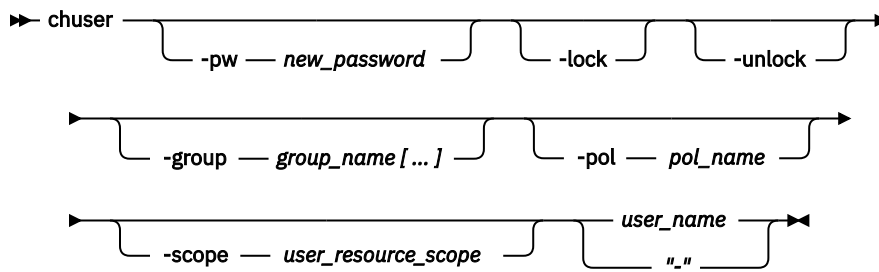 chuser
-pw new_password -lock -unlock
-group group_name [ ... ] -pol pol_name
user_name
-scope user_resource_scope
"-"